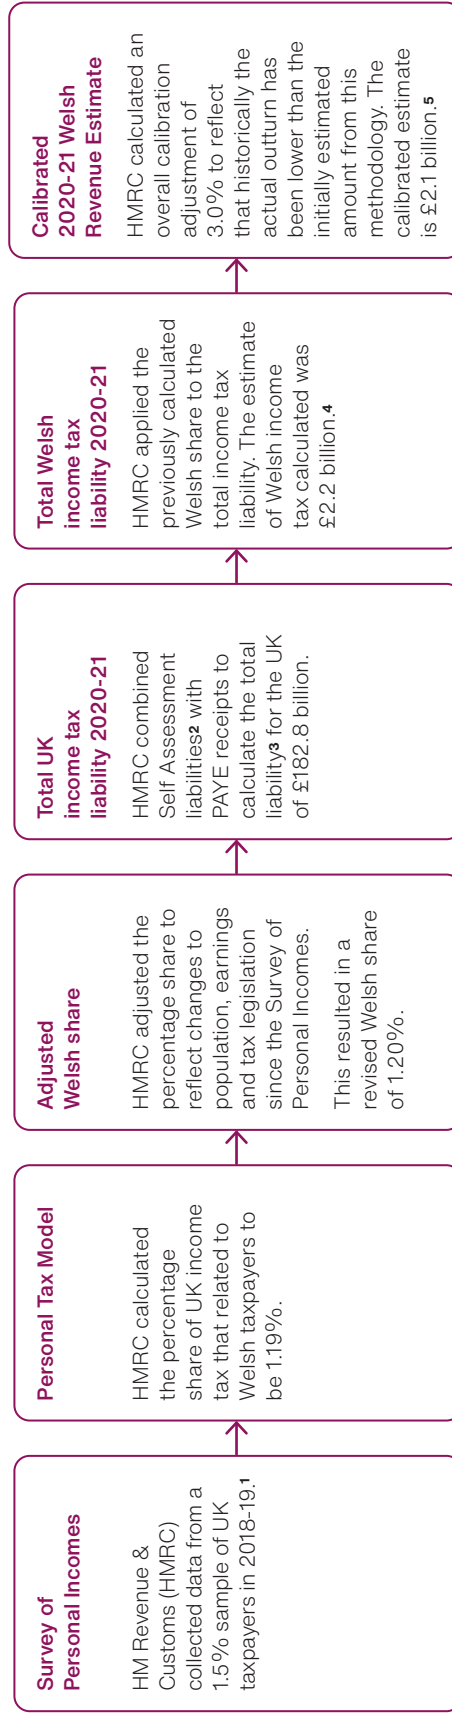 Survey of
Personal Incomes
HM Revenue &
Customs (HMRC)
collected data from a
1.5% sample of UK
taxpayers in 2018-19.1
Personal Tax Model
HMRC calculated
the percentage
share of UK income
tax that related to
Welsh taxpayers to
be 1.19%.
Adjusted
Welsh share
HMRC adjusted the
percentage share to
reflect changes to
population, earnings
and tax legislation
since the Survey of
Personal Incomes.
This resulted in a
revised Welsh share
of 1.20%.
Total UK
income tax
liability 2020-21
HMRC combined
Self Assessment
liabilities2 with
PAYE receipts to
calculate the total
liability3 for the UK
of £182.8 billion.
Total Welsh
income tax
liability 2020-21
HMRC applied the
previously calculated
Welsh share to the
total income tax
liability. The estimate
of Welsh income
tax calculated was
£2.2 billion.4
Calibrated
2020-21 Welsh
Revenue Estimate
HMRC calculated an
overall calibration
adjustment of
3.0% to reflect
that historically the
actual outturn has
been lower than the
initially estimated
amount from this
methodology. The
calibrated estimate
is £2.1 billion.5